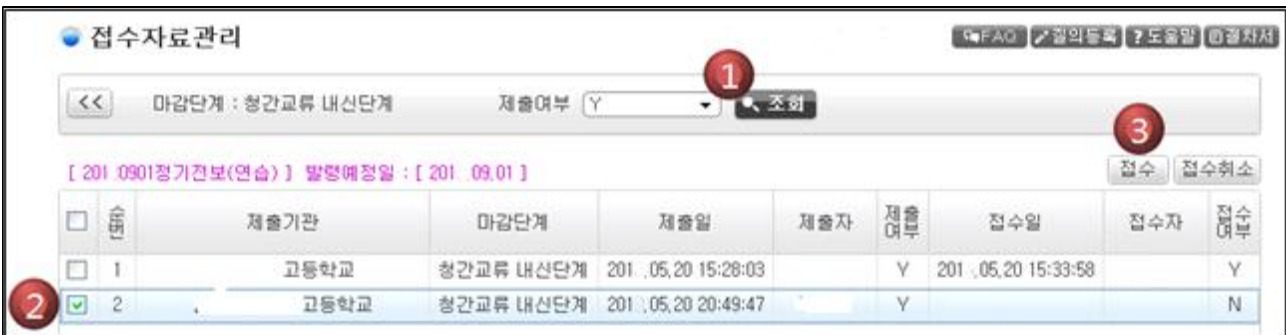 접수자료관리 FAQ 질의등록 ? 도움말 절차서
1
<< 마감단계 : 청간교류 내신단계 제출여부 Y 조회
3
[ 201 .0901정기전보(연습) ] 발령예정일 : [ 201 .09.01 ] 접수 접수취소
순번 제출기관 마감단계 제출일 제출자 제출여부 접수일 접수자 접수여부
1 고등학교 청간교류 내신단계 201 .05.20 15:28:03 Y 201 .05.20 15:33:58 Y
2 2 고등학교 청간교류 내신단계 201 .05.20 20:49:47 Y N